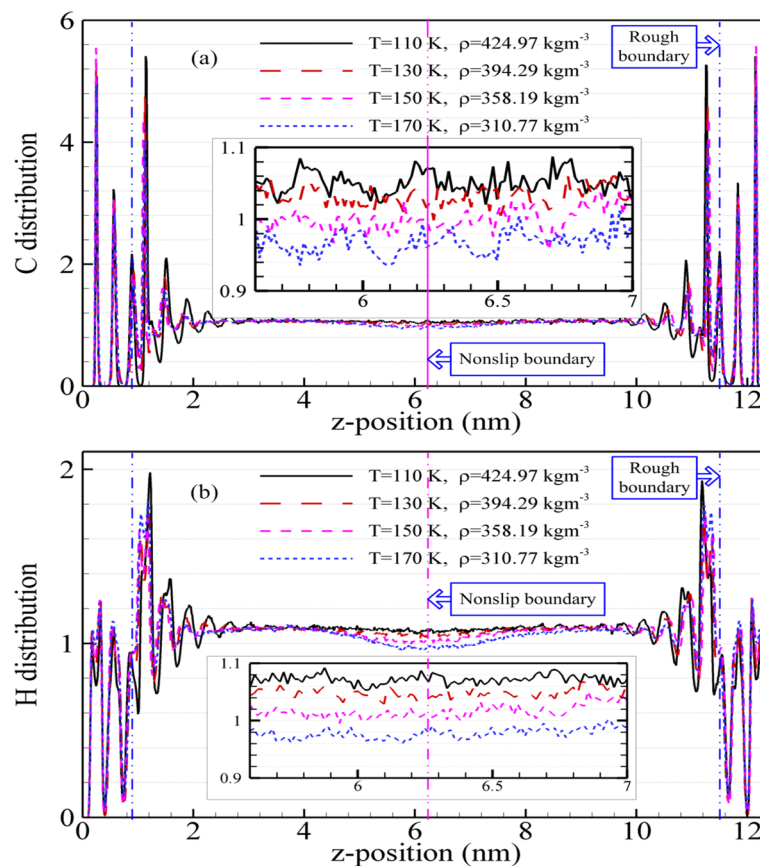 6
(a)
T=110 K, ρ=424.97 kgm⁻³
Rough
boundary
T=130 K, ρ=394.29 kgm⁻³
T=150 K, ρ=358.19 kgm⁻³
T=170 K, ρ=310.77 kgm⁻³
4
1.1
1
0.9
6
6.5
7
C distribution
2
Nonslip boundary
0
0
2
4
6
8
10
12
z-position (nm)
2
(b)
T=110 K, ρ=424.97 kgm⁻³
Rough
boundary
T=130 K, ρ=394.29 kgm⁻³
T=150 K, ρ=358.19 kgm⁻³
T=170 K, ρ=310.77 kgm⁻³
Nonslip boundary
H distribution
1
1.1
1
0.9
6
6.5
7
0
0
2
4
6
8
10
12
z-position (nm)